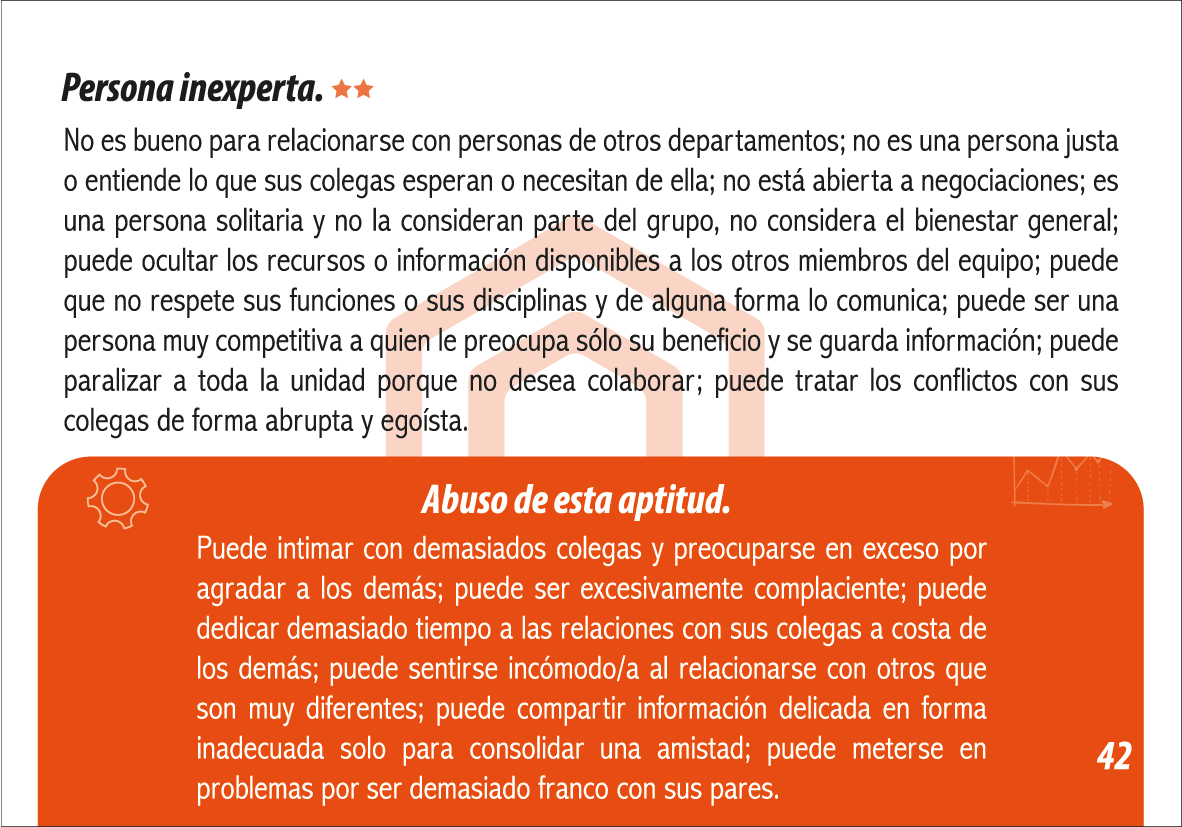 Persona inexperta. ★★
No es bueno para relacionarse con personas de otros departamentos; no es una persona justa
o entiende lo que sus colegas esperan o necesitan de ella; no está abierta a negociaciones; es
una persona solitaria y no la consideran parte del grupo, no considera el bienestar general;
puede ocultar los recursos o información disponibles a los otros miembros del equipo; puede
que no respete sus funciones o sus disciplinas y de alguna forma lo comunica; puede ser una
persona muy competitiva a quien le preocupa sólo su beneficio y se guarda información; puede
paralizar a toda la unidad porque no desea colaborar; puede tratar los conflictos con sus
colegas de forma abrupta y egoísta.
Abuso de esta aptitud.
Puede intimar con demasiados colegas y preocuparse en exceso por
agradar a los demás; puede ser excesivamente complaciente; puede
dedicar demasiado tiempo a las relaciones con sus colegas a costa de
los demás; puede sentirse incómodo/a al relacionarse con otros que
son muy diferentes; puede compartir información delicada en forma
inadecuada solo para consolidar una amistad; puede meterse en
problemas por ser demasiado franco con sus pares.
42